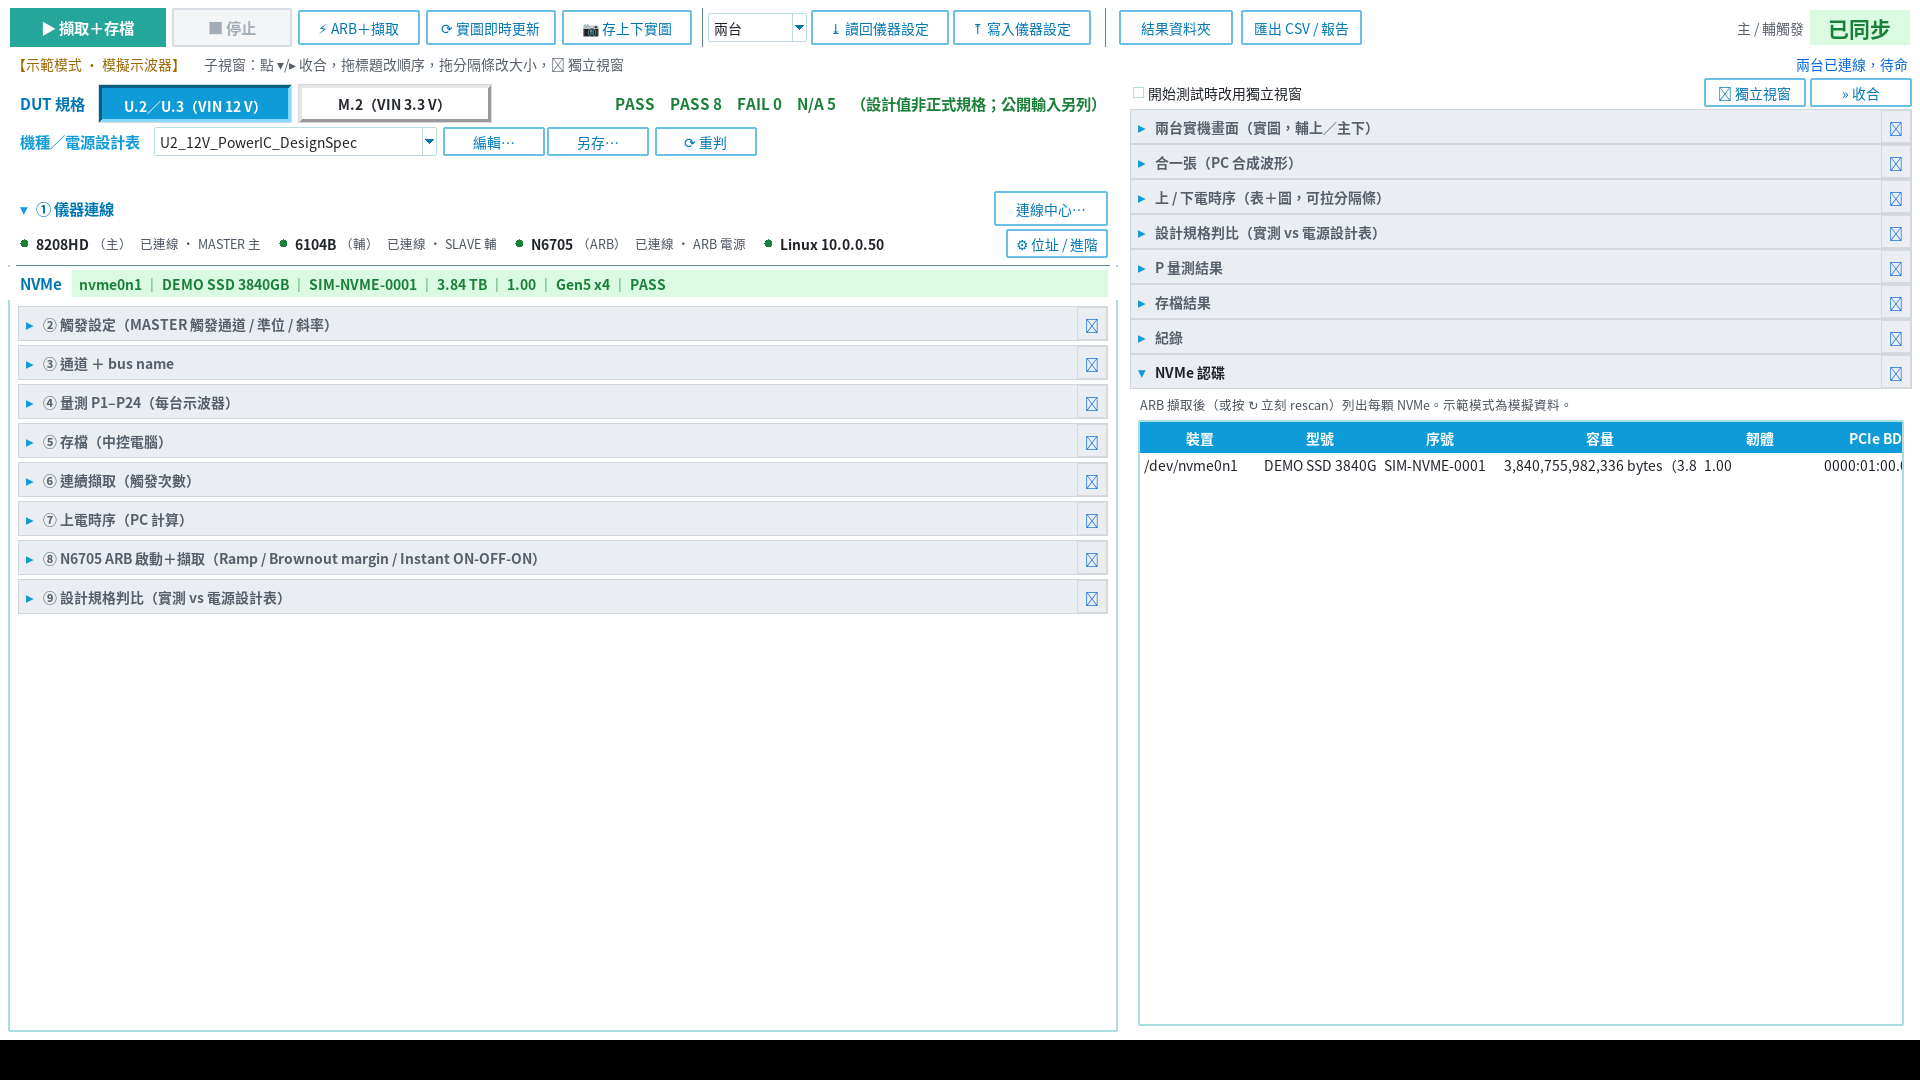 ▶ 擷取＋存檔 ■ 停止 ⚡ ARB＋擷取 ⟳ 實圖即時更新 📷 存上下實圖 兩台 ⤓ 讀回儀器設定 ⤒ 寫入儀器設定 結果資料夾 匯出 CSV / 報告 主 / 輔觸發 已同步
【示範模式 · 模擬示波器】 子視窗：點 ▾/▸ 收合，拖標題改順序，拖分隔條改大小， 獨立視窗 兩台已連線，待命
DUT 規格 U.2／U.3（VIN 12 V） M.2（VIN 3.3 V） PASS PASS 8 FAIL 0 N/A 5 （設計值非正式規格；公開輸入另列）
機種／電源設計表 U2_12V_PowerIC_DesignSpec 編輯… 另存… ⟳ 重判
▾ ① 儀器連線 連線中心…
● 8208HD （主） 已連線 · MASTER 主 ● 6104B （輔） 已連線 · SLAVE 輔 ● N6705 （ARB） 已連線 · ARB 電源 ● Linux 10.0.0.50 ⚙ 位址 / 進階
NVMe nvme0n1 | DEMO SSD 3840GB | SIM-NVME-0001 | 3.84 TB | 1.00 | Gen5 x4 | PASS
▸ ② 觸發設定（MASTER 觸發通道 / 準位 / 斜率）
▸ ③ 通道 ＋ bus name
▸ ④ 量測 P1–P24（每台示波器）
▸ ⑤ 存檔（中控電腦）
▸ ⑥ 連續擷取（觸發次數）
▸ ⑦ 上電時序（PC 計算）
▸ ⑧ N6705 ARB 啟動＋擷取（Ramp / Brownout margin / Instant ON-OFF-ON）
▸ ⑨ 設計規格判比（實測 vs 電源設計表）
開始測試時改用獨立視窗 獨立視窗 » 收合
▸ 兩台實機畫面（實圖，輔上／主下）
▸ 合一張（PC 合成波形）
▸ 上 / 下電時序（表＋圖，可拉分隔條）
▸ 設計規格判比（實測 vs 電源設計表）
▸ P 量測結果
▸ 存檔結果
▸ 紀錄
▾ NVMe 認碟
ARB 擷取後（或按 ↻ 立刻 rescan）列出每顆 NVMe。示範模式為模擬資料。
裝置 型號 序號 容量 韌體 PCIe BD
/dev/nvme0n1 DEMO SSD 3840G SIM-NVME-0001 3,840,755,982,336 bytes（3.8 1.00 0000:01:00.0